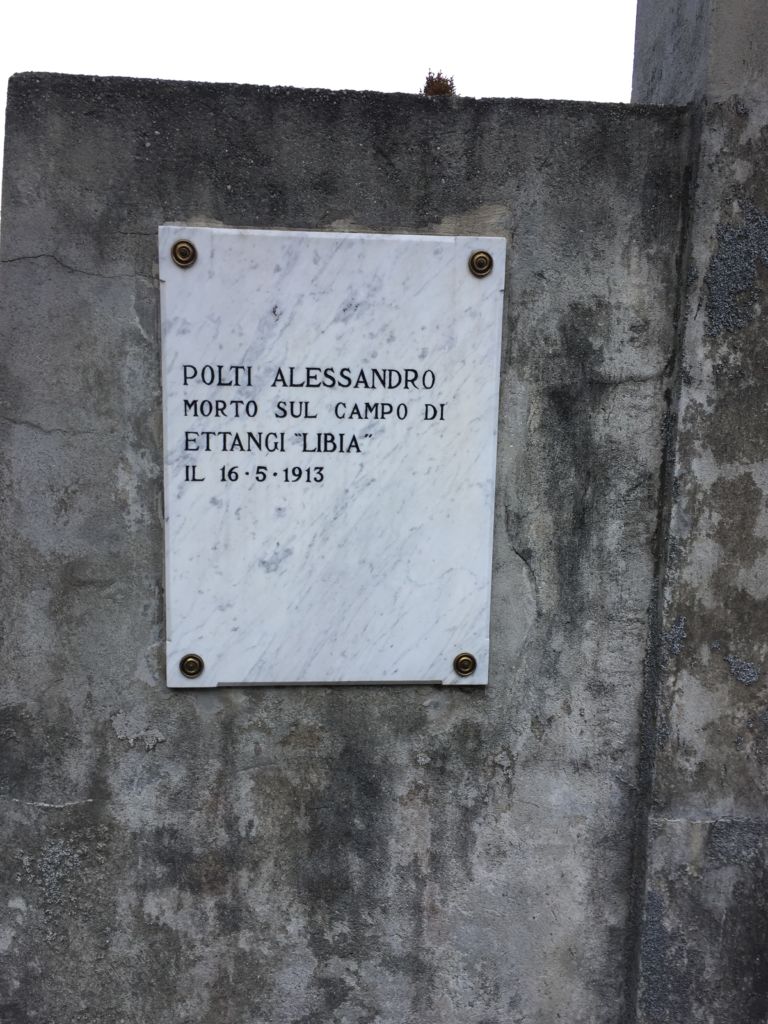 POLTI ALESSANDRO
MORTO SUL CAMPO DI
ETTANGI "LIBIA"
IL 16·5·1913